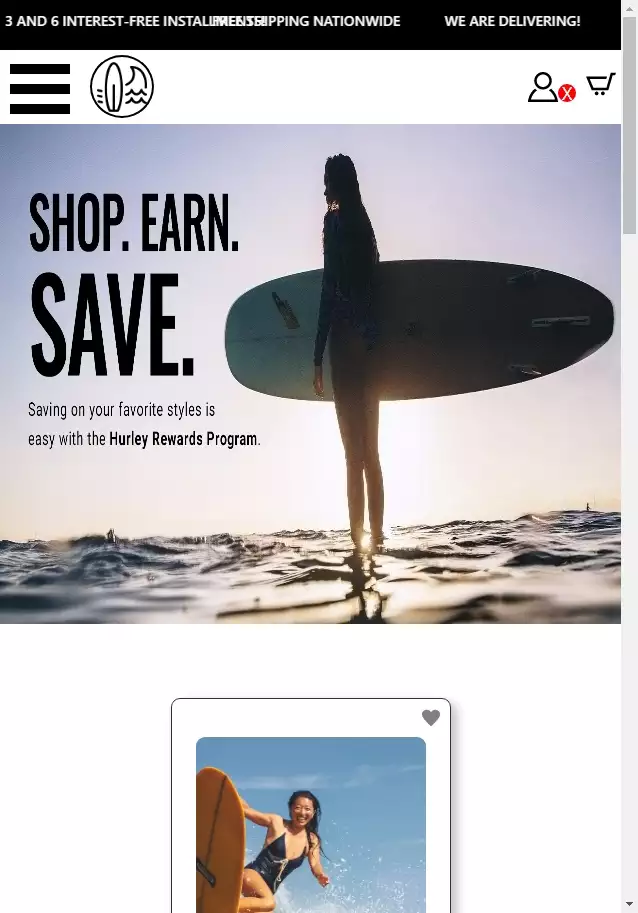 3 AND 6 INTEREST-FREE INSTALLMENTS!
FREE SHIPPING NATIONWIDE
WE ARE DELIVERING!
X
SHOP. EARN.
SAVE.
Saving on your favorite styles is
easy with the Hurley Rewards Program.